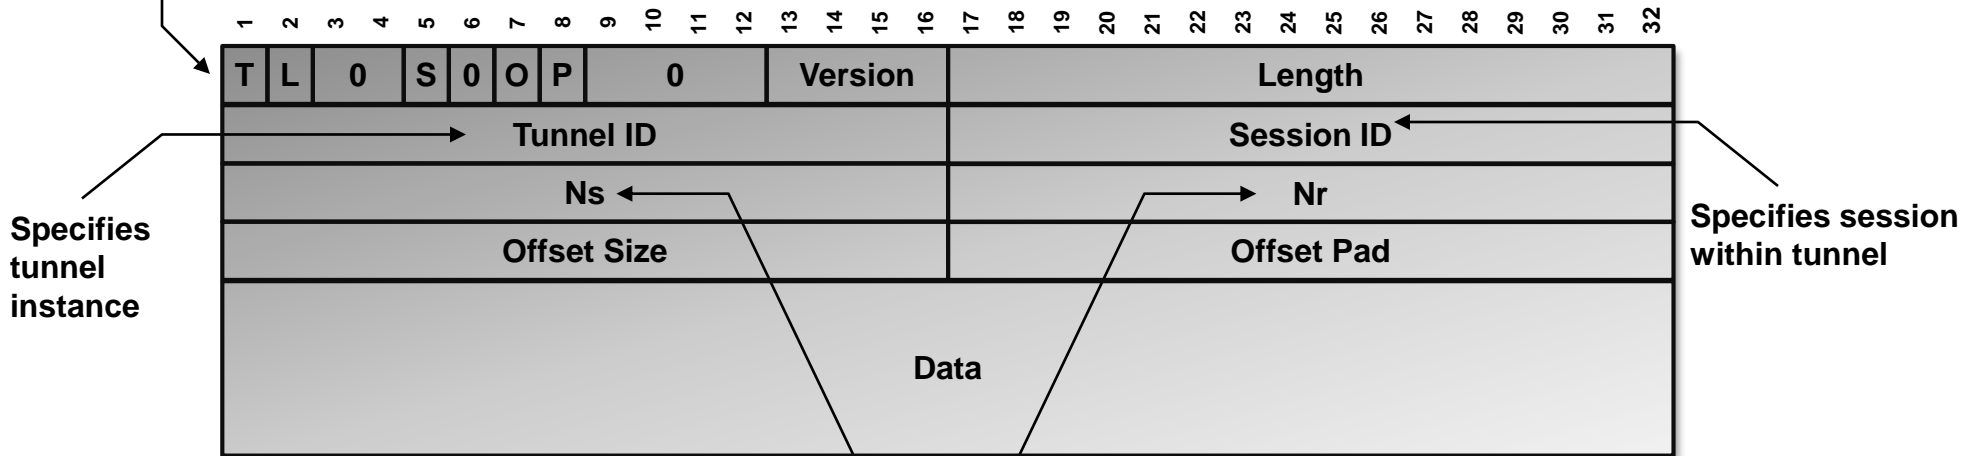 1 2 3 4 5 6 7 8 9 10 11 12 13 14 15 16 17 18 19 20 21 22 23 24 25 26 27 28 29 30 31 32
T L 0 S 0 O P 0 Version Length
Tunnel ID Session ID
Ns Nr
Specifies
tunnel
instance
Offset Size Offset Pad
Specifies session
within tunnel
Data